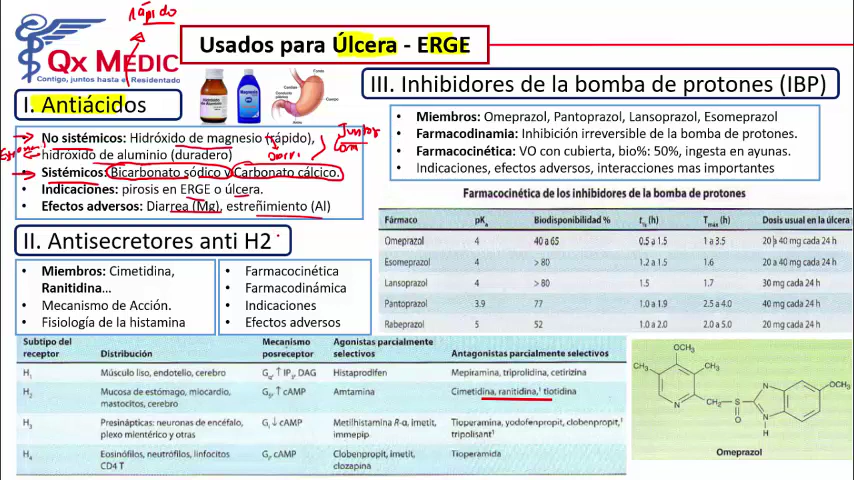 rápido
Qx MEDIC
Contigo, juntos hasta el Residentado
Usados para Úlcera - ERGE
I. Antiácidos
No sistémicos: Hidróxido de magnesio (rápido),
hidróxido de aluminio (duradero)
Sistémicos: Bicarbonato sódico y Carbonato cálcico.
Indicaciones: pirosis en ERGE o úlcera.
Efectos adversos: Diarrea (Mg), estreñimiento (Al)
Juntos
II. Antisecretores anti H2
Miembros: Cimetidina,
Ranitidina...
Mecanismo de Acción.
Fisiología de la histamina
Farmacocinética
Farmacodinámica
Indicaciones
Efectos adversos
III. Inhibidores de la bomba de protones (IBP)
Miembros: Omeprazol, Pantoprazol, Lansoprazol, Esomeprazol
Farmacodinamia: Inhibición irreversible de la bomba de protones.
Farmacocinética: VO con cubierta, bio%: 50%, ingesta en ayunas.
Indicaciones, efectos adversos, interacciones mas importantes
Farmacocinética de los inhibidores de la bomba de protones
Fármaco pKa Biodisponibilidad % t½ (h) Tmáx (h) Dosis usual en la úlcera
Omeprazol 4 40 a 65 0.5 a 1.5 1 a 3.5 20 a 40 mg cada 24 h
Esomeprazol 4 > 80 1.2 a 1.5 1.6 20 a 40 mg cada 24 h
Lansoprazol 4 > 80 1.5 1.7 30 mg cada 24 h
Pantoprazol 3.9 77 1.0 a 1.9 2.5 a 4.0 40 mg cada 24 h
Rabeprazol 5 52 1.0 a 2.0 2.0 a 5.0 20 mg cada 24 h
Subtipo del receptor Distribución Mecanismo posreceptor Agonistas parcialmente selectivos Antagonistas parcialmente selectivos
H₁ Músculo liso, endotelio, cerebro Gq, ↑ IP₃, DAG Histaprodifen Mepiramina, triprolidina, cetirizina
H₂ Mucosa de estómago, miocardio, mastocitos, cerebro Gs, ↑ cAMP Amtamina Cimetidina, ranitidina,¹ tiotidina
H₃ Presinápticas: neuronas de encéfalo, plexo mientérico y otras Gi, ↓ cAMP Metilhistamina R-α, imetit, immepip Tioperamina, yodofenpropit, clobenpropit,¹ tripolisant¹
H₄ Eosinófilos, neutrófilos, linfocitos CD4 T Gi, cAMP Clobenpropit, imetit, clozapina Tioperamida
OCH₃
CH₃ CH₃ OCH₃
N CH₂ S N
O N
H
Omeprazol